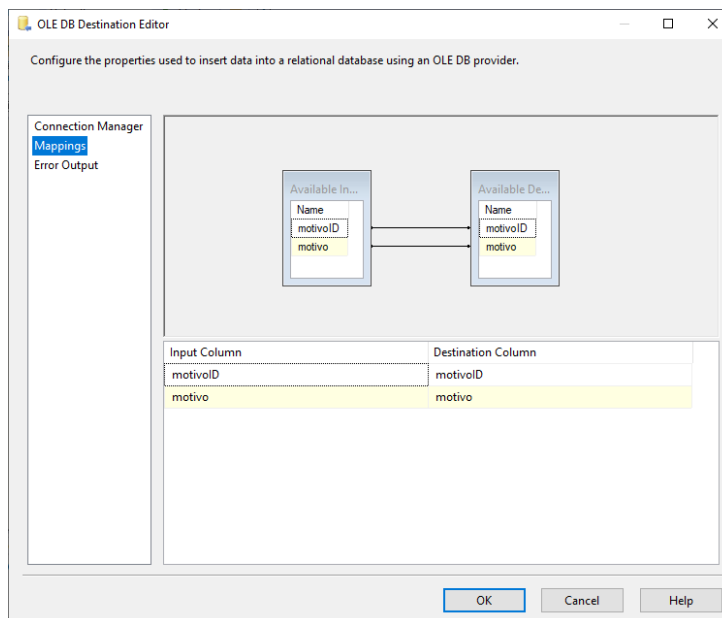 OLE DB Destination Editor
Configure the properties used to insert data into a relational database using an OLE DB provider.
Connection Manager
Mappings
Error Output
Available In...
Name
motivoID
motivo
Available De...
Name
motivoID
motivo
Input Column Destination Column
motivoID motivoID
motivo motivo
OK Cancel Help